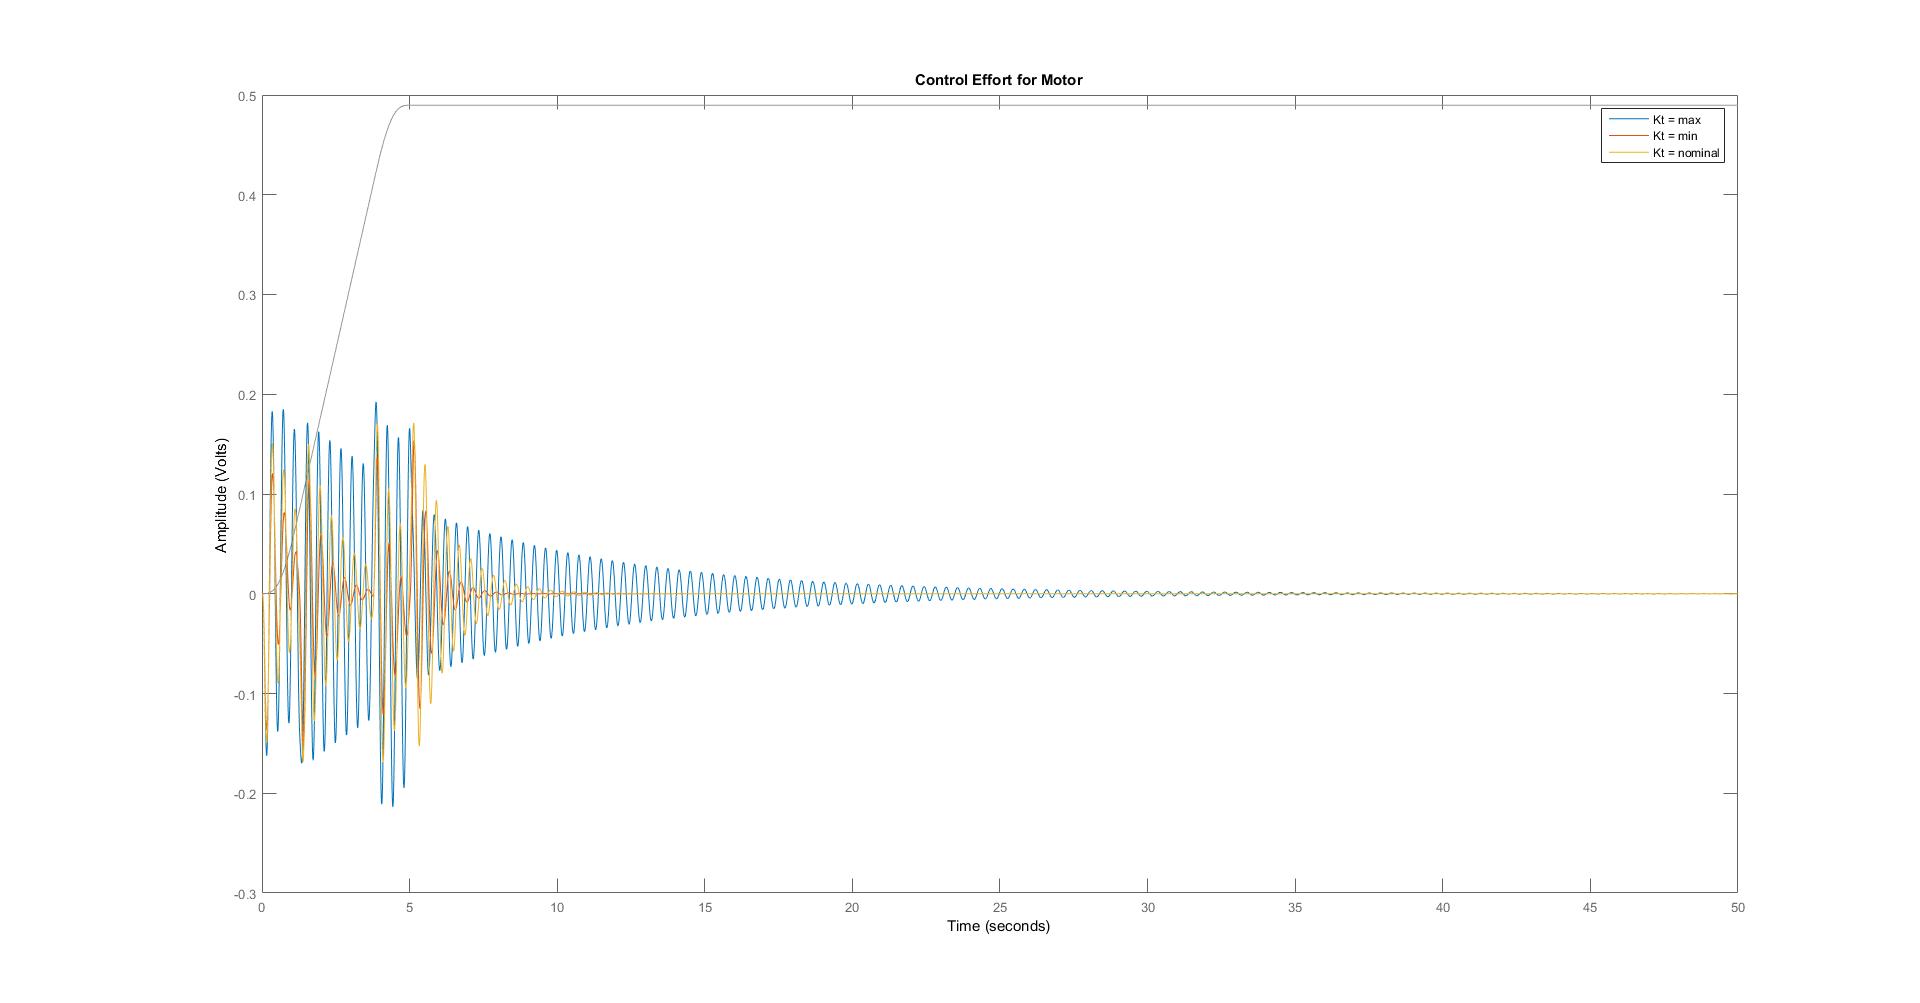 Control Effort for Motor
0.5
0.4
0.3
0.2
0.1
0
-0.1
-0.2
-0.3
Amplitude (Volts)
Kt = max
Kt = min
Kt = nominal
0 5 10 15 20 25 30 35 40 45 50
Time (seconds)